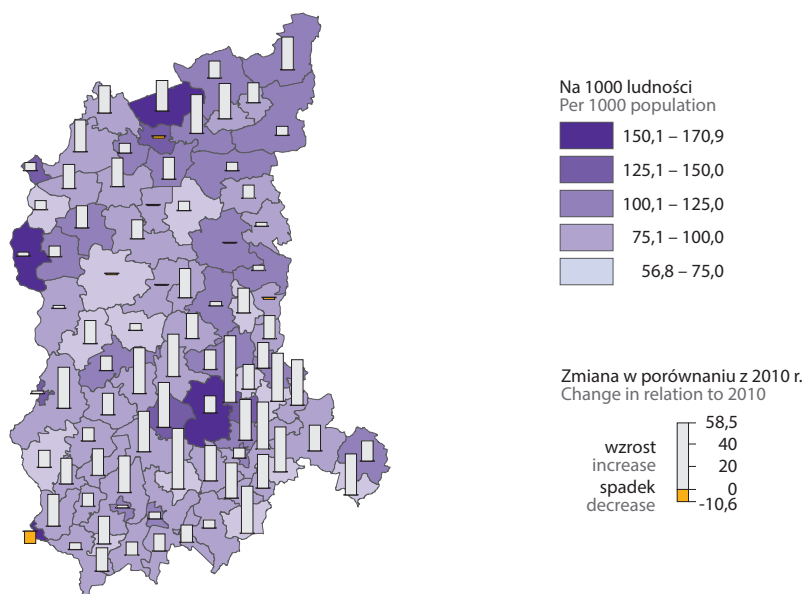 Na 1000 ludności
Per 1000 population
150,1 – 170,9
125,1 – 150,0
100,1 – 125,0
75,1 – 100,0
56,8 – 75,0
Zmiana w porównaniu z 2010 r.
Change in relation to 2010
58,5
wzrost
40
increase
20
spadek
0
decrease
-10,6